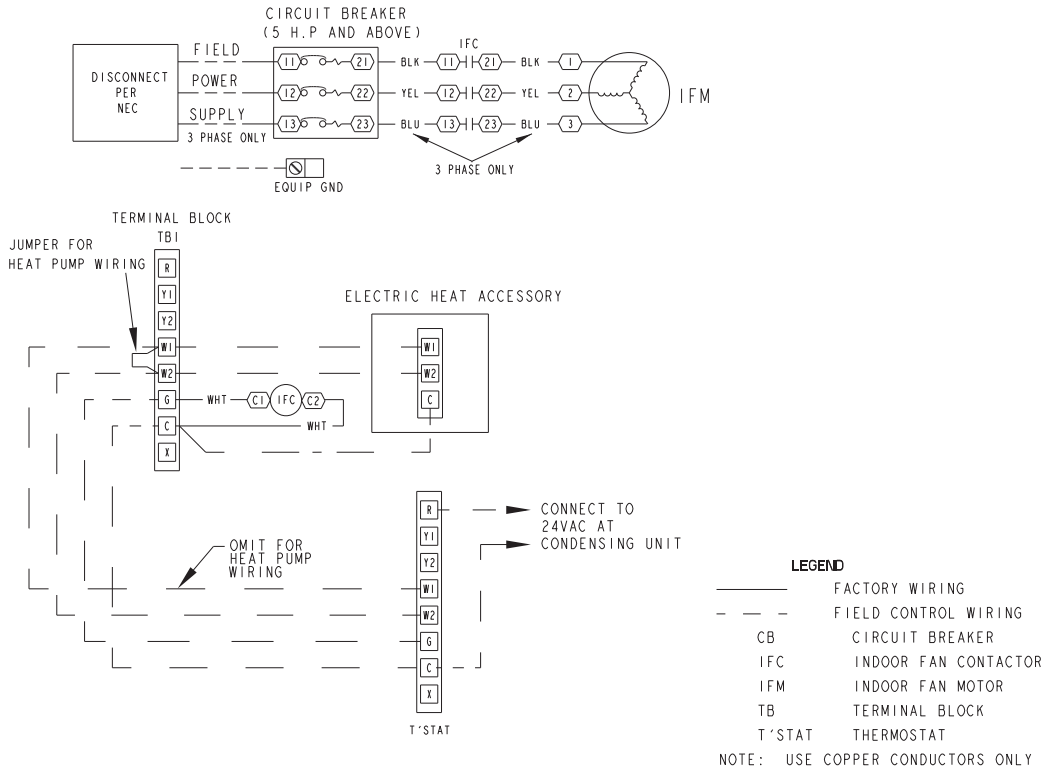 CIRCUIT BREAKER
(5 H.P AND ABOVE)
DISCONNECT
PER
NEC
FIELD
POWER
SUPPLY
3 PHASE ONLY
IFC
11 21 BLK 11 21 BLK 1
12 22 YEL 12 22 YEL 2
13 23 BLU 13 23 BLU 3
IFM
3 PHASE ONLY
EQUIP GND
TERMINAL BLOCK
TB1
JUMPER FOR
HEAT PUMP WIRING
R
Y1
Y2
W1
W2
G
C
X
WHT C1 IFC C2
WHT
ELECTRIC HEAT ACCESSORY
W1
W2
C
R
Y1
Y2
W1
W2
G
C
X
T'STAT
CONNECT TO
24VAC AT
CONDENSING UNIT
OMIT FOR
HEAT PUMP
WIRING
LEGEND
FACTORY WIRING
FIELD CONTROL WIRING
CB CIRCUIT BREAKER
IFC INDOOR FAN CONTACTOR
IFM INDOOR FAN MOTOR
TB TERMINAL BLOCK
T'STAT THERMOSTAT
NOTE: USE COPPER CONDUCTORS ONLY